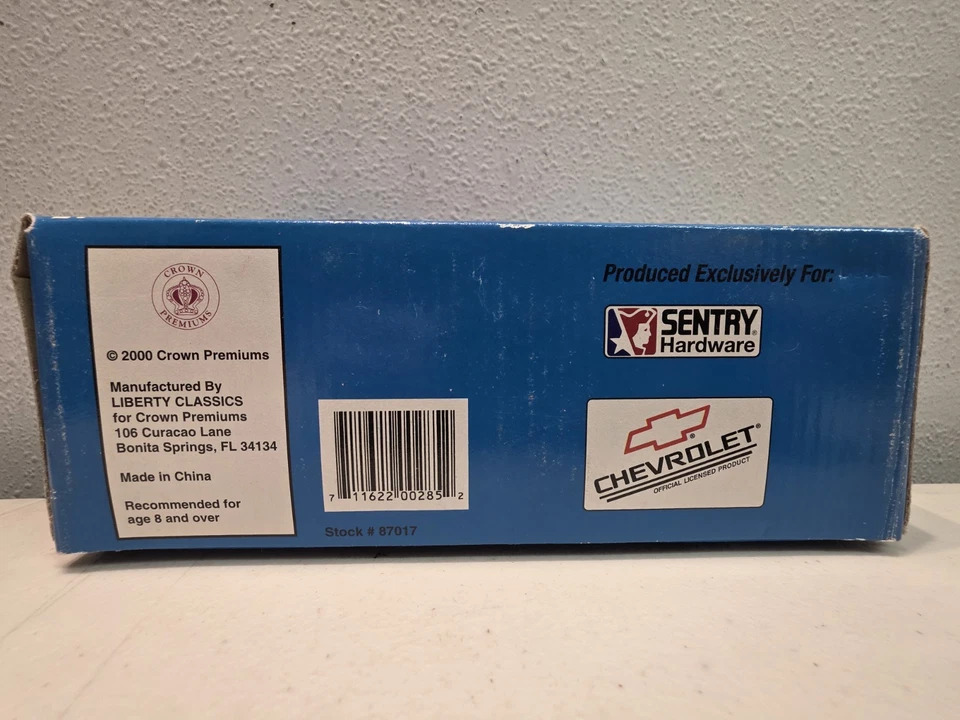 CROWN
PREMIUMS
© 2000 Crown Premiums
Manufactured By
LIBERTY CLASSICS
for Crown Premiums
106 Curacao Lane
Bonita Springs, FL 34134
Made in China
Recommended for
age 8 and over
7 11622 00285 2
Stock # 87017
Produced Exclusively For:
SENTRY®
Hardware
®
CHEVROLET®
OFFICIAL LICENSED PRODUCT